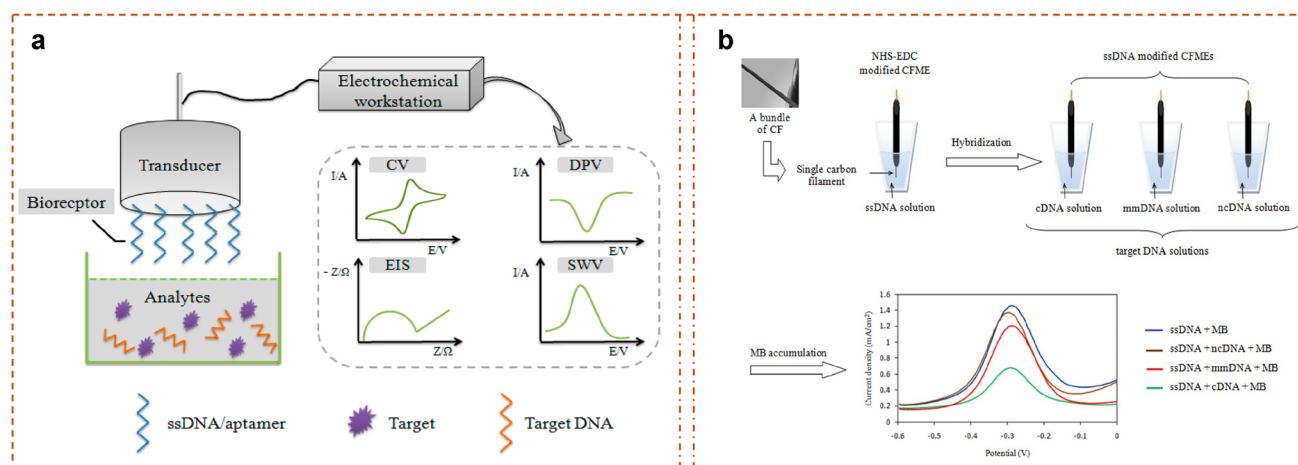 a
Electrochemical
workstation
Transducer
Biorecptor
Analytes
CV
I/A
E/V
DPV
I/A
E/V
EIS
- Z/Ω
Z/Ω
SWV
I/A
E/V
ssDNA/aptamer
Target
Target DNA
b
A bundle
of CF
NHS-EDC
modified CFME
Single carbon
filament
ssDNA solution
Hybridization
ssDNA modified CFMEs
cDNA solution
mmDNA solution
ncDNA solution
target DNA solutions
MB accumulation
Current density (mA/cm²)
1.6
1.4
1.2
1
0.8
0.6
0.4
0.2
0
-0.6
-0.5
-0.4
-0.3
-0.2
-0.1
0
Potential (V)
ssDNA + MB
ssDNA + ncDNA + MB
ssDNA + mmDNA + MB
ssDNA + cDNA + MB